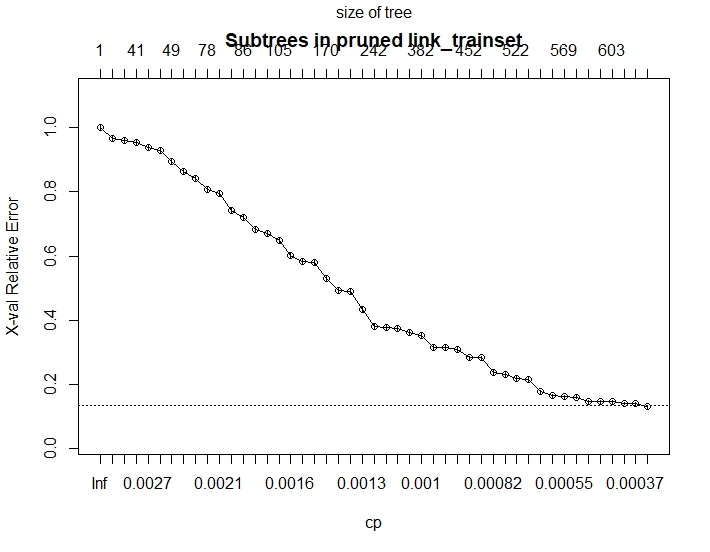 size of tree
Subtrees in pruned link_trainset
1 41 49 78 86 105 170 242 382 452 522 569 603
1.0
0.8
0.6
0.4
0.2
0.0
X-val Relative Error
Inf 0.0027 0.0021 0.0016 0.0013 0.001 0.00082 0.00055 0.00037
cp